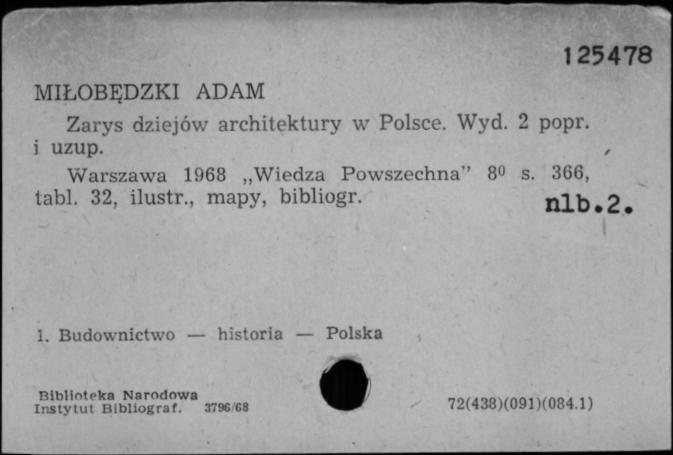 125478
MIŁOBĘDZKI ADAM
Zarys dziejów architektury w Polsce. Wyd. 2 popr.
i uzup.
Warszawa 1968 „Wiedza Powszechna” 8⁰ s. 366,
tabl. 32, ilustr., mapy, bibliogr.
nlb.2.
1. Budownictwo — historia — Polska
Biblioteka Narodowa
Instytut Bibliograf. 3796/68
72(438)(091)(084.1)